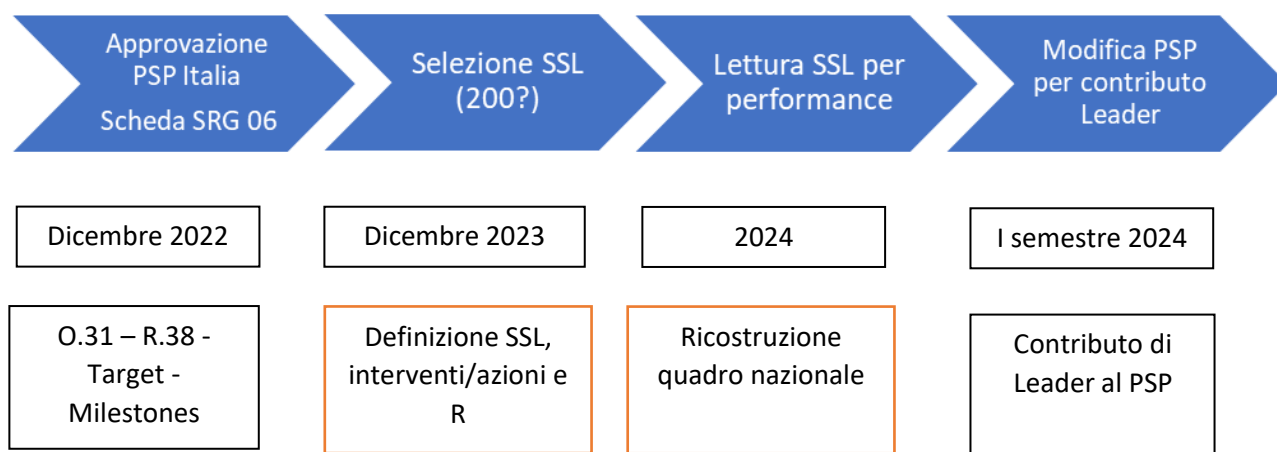 Approvazione
PSP Italia
Scheda SRG 06
Selezione SSL
(200?)
Lettura SSL per
performance
Modifica PSP
per contributo
Leader
Dicembre 2022
Dicembre 2023
2024
I semestre 2024
O.31 – R.38 -
Target -
Milestones
Definizione SSL,
interventi/azioni e
R
Ricostruzione
quadro nazionale
Contributo di
Leader al PSP